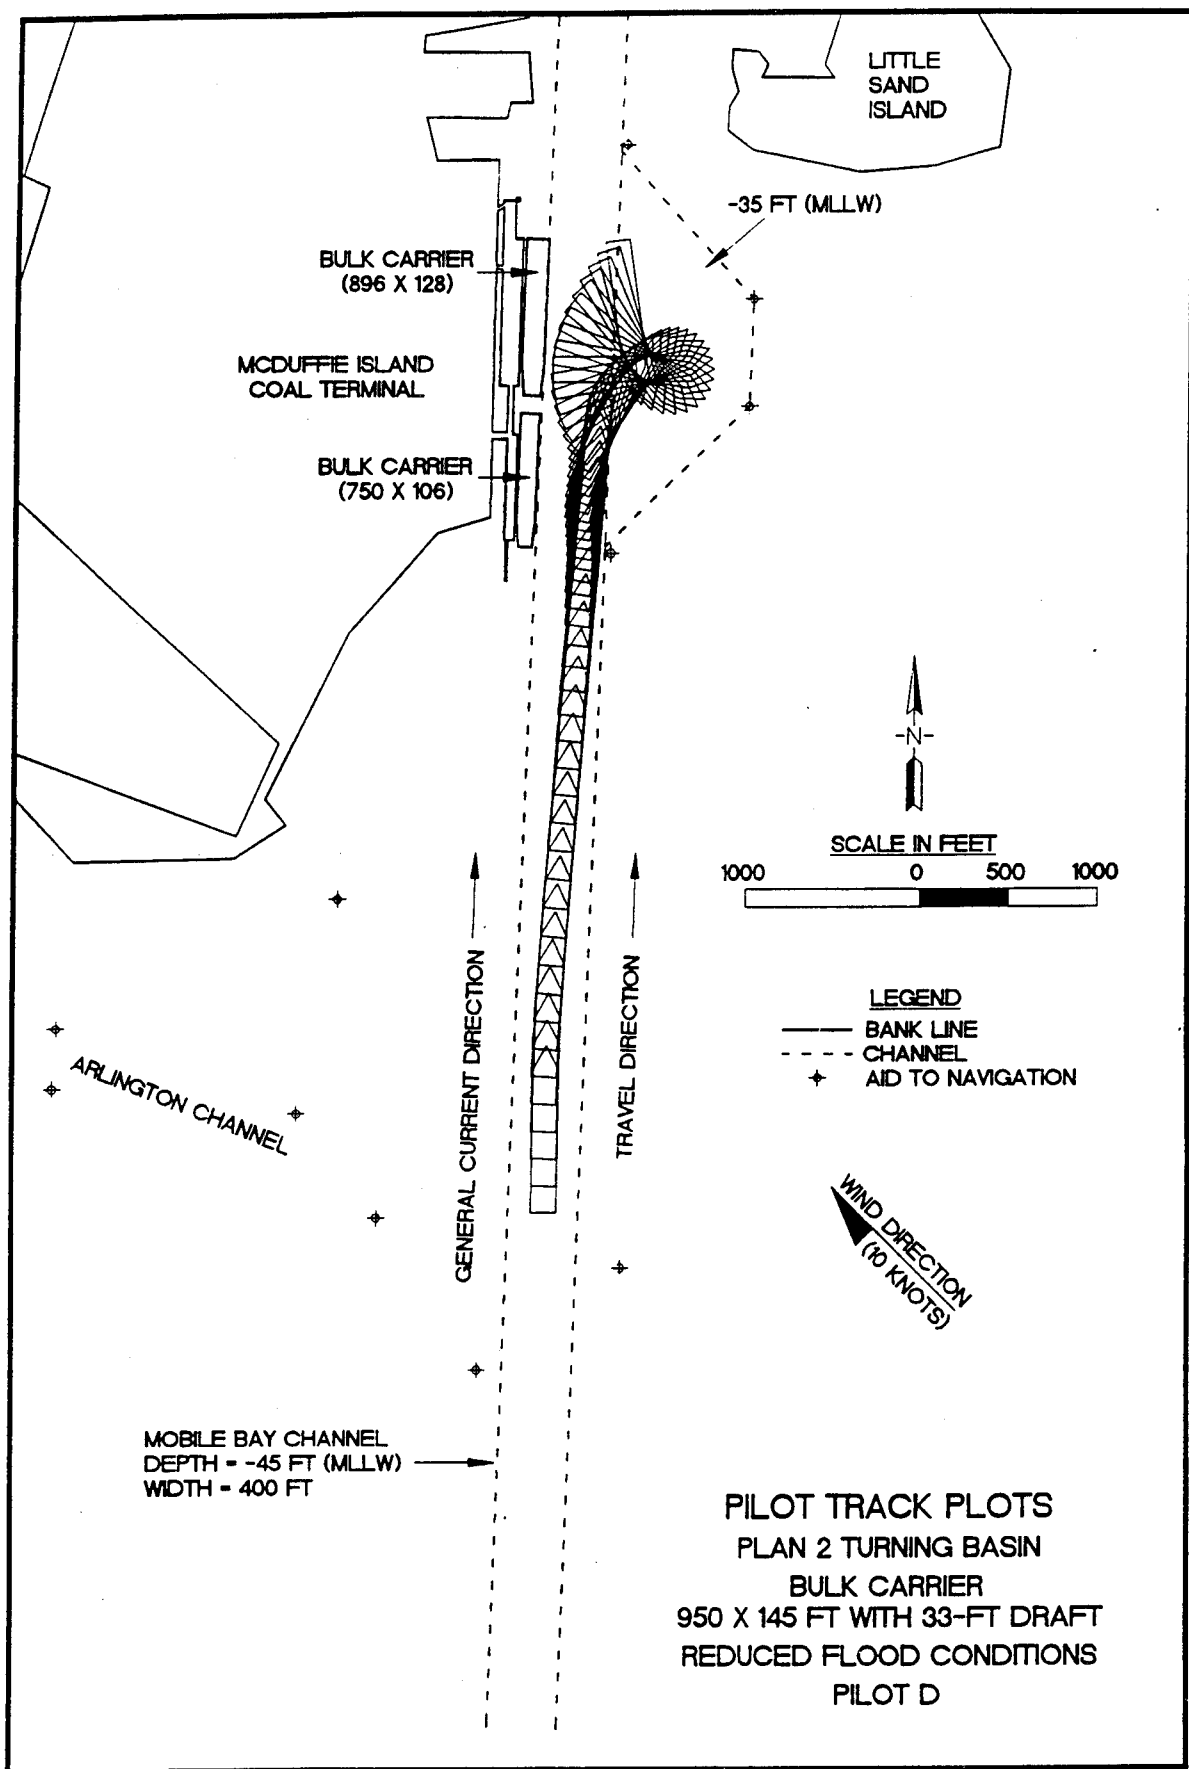 LITTLE
SAND
ISLAND
-35 FT (MLLW)
BULK CARRIER
(896 X 128)
MCDUFFIE ISLAND
COAL TERMINAL
BULK CARRIER
(750 X 106)
-N-
SCALE IN FEET
1000 0 500 1000
GENERAL CURRENT DIRECTION
TRAVEL DIRECTION
LEGEND
BANK LINE
CHANNEL
AID TO NAVIGATION
ARLINGTON CHANNEL
WIND DIRECTION
(10 KNOTS)
MOBILE BAY CHANNEL
DEPTH = -45 FT (MLLW)
WIDTH = 400 FT
PILOT TRACK PLOTS
PLAN 2 TURNING BASIN
BULK CARRIER
950 X 145 FT WITH 33-FT DRAFT
REDUCED FLOOD CONDITIONS
PILOT D